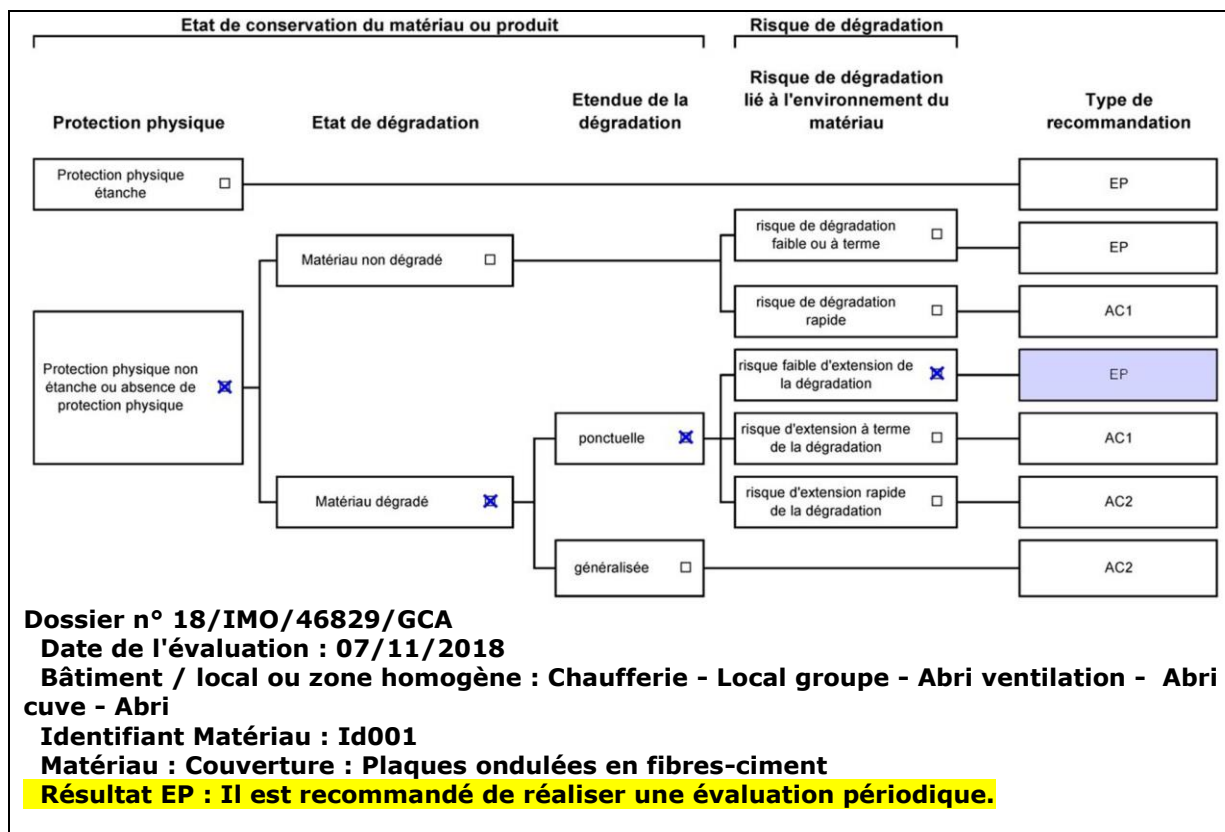 Etat de conservation du matériau ou produit
Risque de dégradation
Protection physique
Etat de dégradation
Etendue de la
dégradation
Risque de dégradation
lié à l'environnement du
matériau
Type de
recommandation
Protection physique
étanche
EP
risque de dégradation
faible ou à terme
EP
Matériau non dégradé
risque de dégradation
rapide
AC1
Protection physique non
étanche ou absence de
protection physique
risque faible d'extension de
la dégradation
EP
ponctuelle
risque d'extension à terme
de la dégradation
AC1
Matériau dégradé
risque d'extension rapide
de la dégradation
AC2
généralisée
AC2
Dossier n° 18/IMO/46829/GCA
Date de l'évaluation : 07/11/2018
Bâtiment / local ou zone homogène : Chaufferie - Local groupe - Abri ventilation - Abri
cuve - Abri
Identifiant Matériau : Id001
Matériau : Couverture : Plaques ondulées en fibres-ciment
Résultat EP : Il est recommandé de réaliser une évaluation périodique.